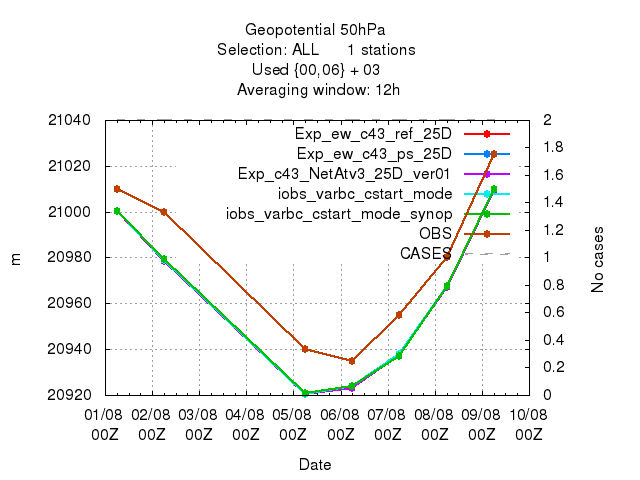 Geopotential 50hPa
Selection: ALL 1 stations
Used {00,06} + 03
Averaging window: 12h
21040
21020
21000
20980
20960
20940
20920
m
2
1.8
1.6
1.4
1.2
1
0.8
0.6
0.4
0.2
0
No cases
Exp_ew_c43_ref_25D
Exp_ew_c43_ps_25D
Exp_c43_NetAtv3_25D_ver01
iobs_varbc_cstart_mode
iobs_varbc_cstart_mode_synop
OBS
CASES
01/08 02/08 03/08 04/08 05/08 06/08 07/08 08/08 09/08 10/08
00Z 00Z 00Z 00Z 00Z 00Z 00Z 00Z 00Z 00Z
Date